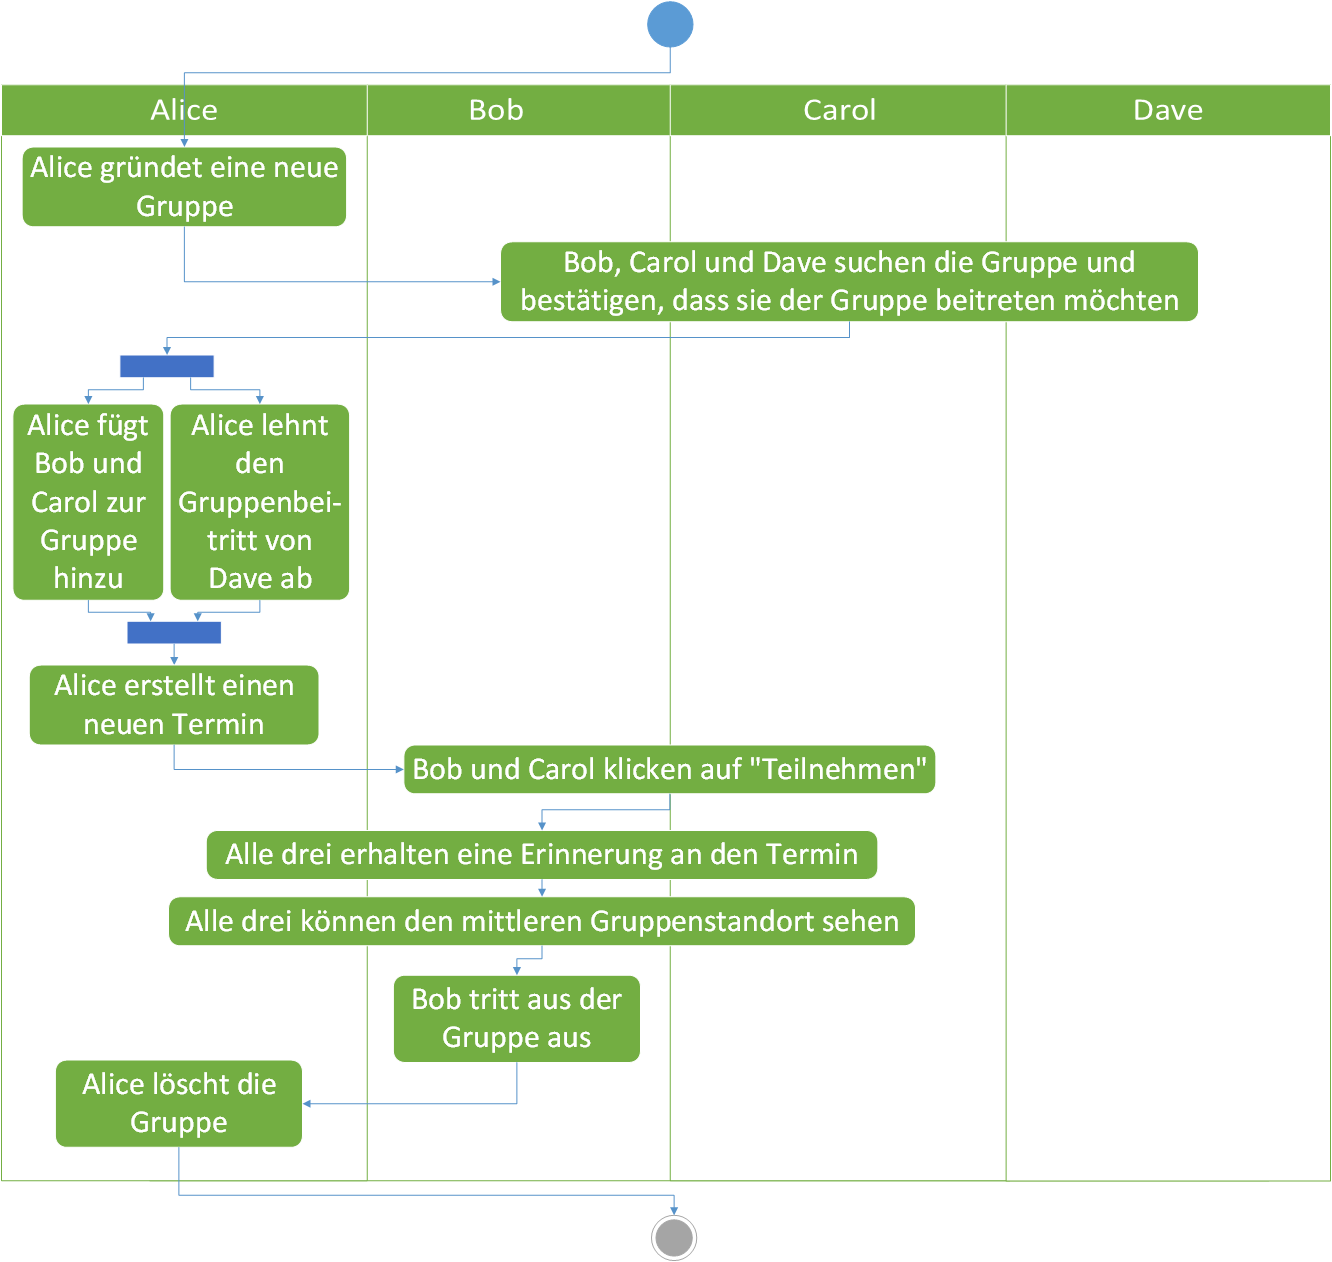 Alice
Bob
Carol
Dave
Alice gründet eine neue
Gruppe
Bob, Carol und Dave suchen die Gruppe und
bestätigen, dass sie der Gruppe beitreten möchten
Alice fügt
Bob und
Carol zur
Gruppe
hinzu
Alice lehnt
den
Gruppenbei-
tritt von
Dave ab
Alice erstellt einen
neuen Termin
Bob und Carol klicken auf "Teilnehmen"
Alle drei erhalten eine Erinnerung an den Termin
Alle drei können den mittleren Gruppenstandort sehen
Bob tritt aus der
Gruppe aus
Alice löscht die
Gruppe